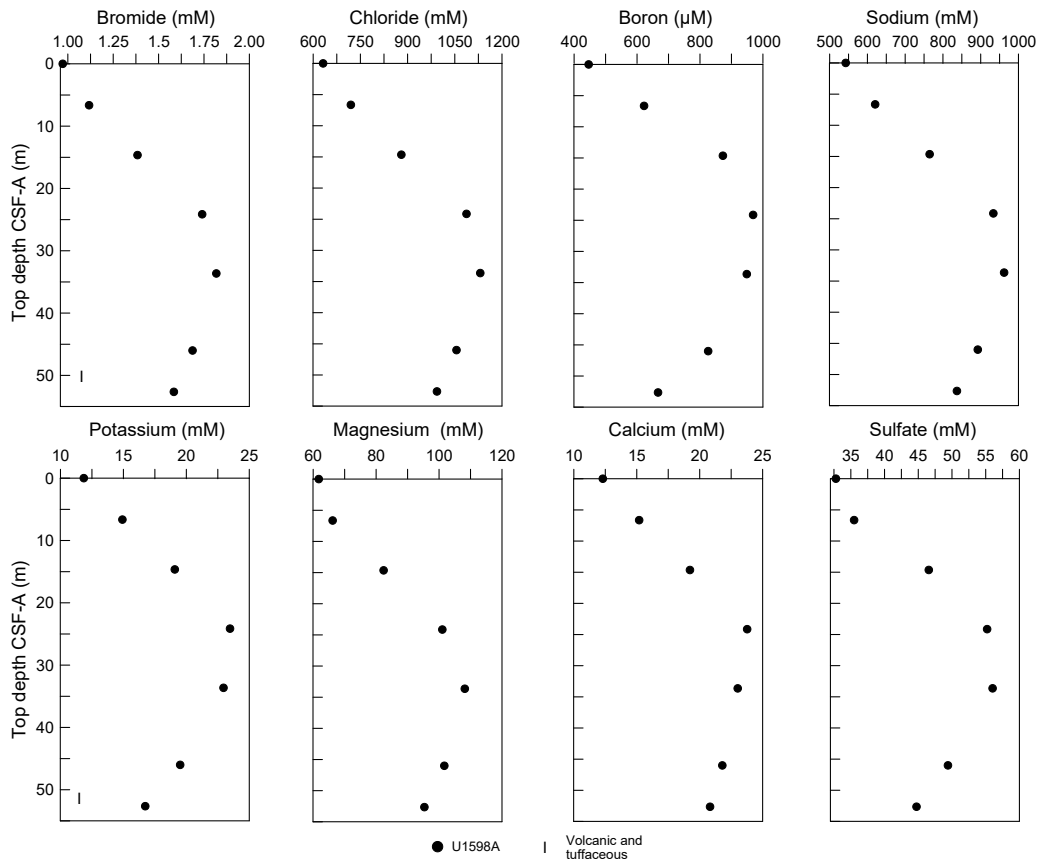 Bromide (mM) Chloride (mM) Boron (µM) Sodium (mM)
1.00 1.25 1.5 1.75 2.00 600 900 1050 1200 400 600 800 1000 500 600 700 800 900 1000
0
10
20
30
40
50
Top depth CSF-A (m)
I
Potassium (mM) Magnesium (mM) Calcium (mM) Sulfate (mM)
10 15 20 25 60 80 100 120 10 15 20 25 35 40 45 50 55 60
0
10
20
30
40
50
Top depth CSF-A (m)
I
U1598A I Volcanic and
tuffaceous